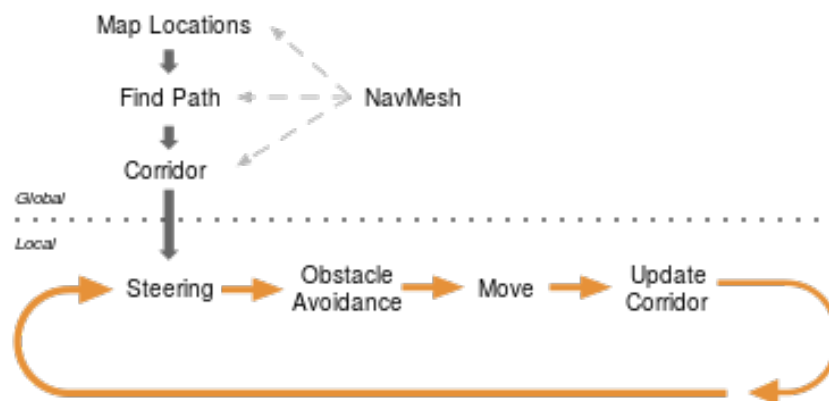 Map Locations
Find Path
NavMesh
Corridor
Global
Local
Steering
Obstacle
Avoidance
Move
Update
Corridor